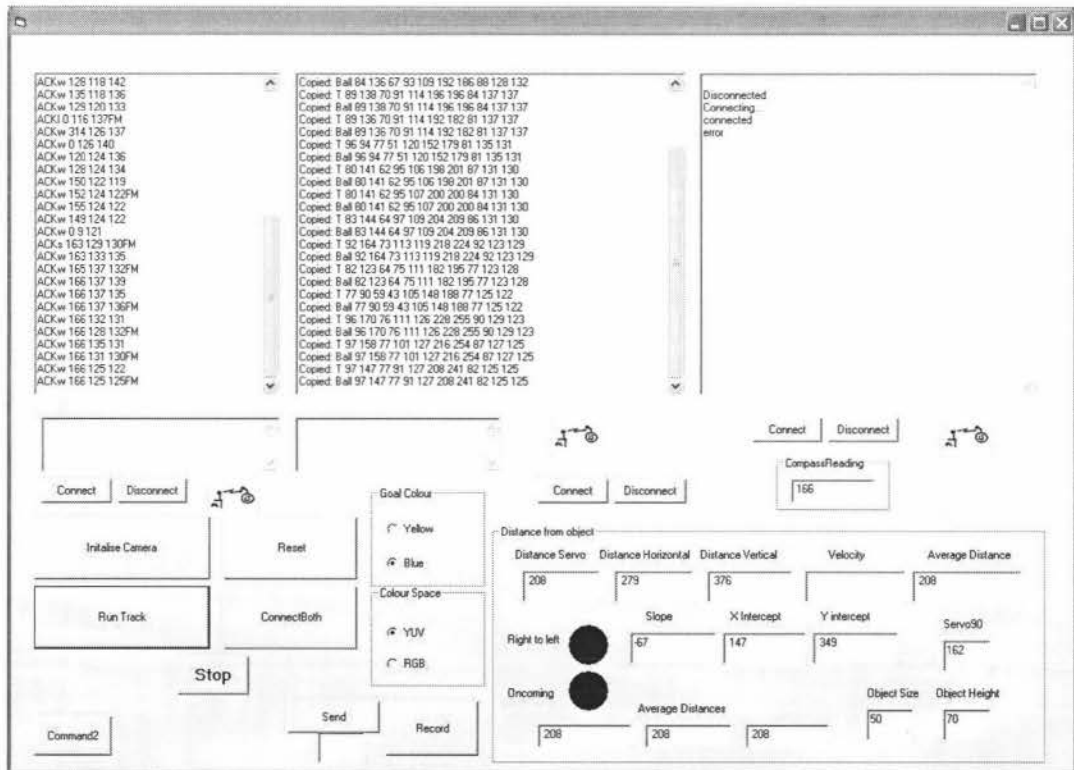 ACKw 128 118 142
ACKw 135 118 136
ACKw 129 120 133
ACKl 0 116 137FM
ACKw 314 126 137
ACKw 0 126 140
ACKw 120 124 136
ACKw 128 124 134
ACKw 150 122 119
ACKw 152 124 122FM
ACKw 155 124 122
ACKw 149 124 122
ACKw 0 9 121
ACKs 163 129 130FM
ACKw 163 133 135
ACKw 165 137 132FM
ACKw 166 137 139
ACKw 166 137 135
ACKw 166 137 136FM
ACKw 166 132 131
ACKw 166 128 132FM
ACKw 166 135 131
ACKw 166 131 130FM
ACKw 166 125 122
ACKw 166 125 125FM
Copied: Ball 84 136 67 93 109 192 186 88 128 132
Copied: T 89 138 70 91 114 196 196 84 137 137
Copied: Ball 89 138 70 91 114 196 196 84 137 137
Copied: T 89 136 70 91 114 192 182 81 137 137
Copied: Ball 89 136 70 91 114 192 182 81 137 137
Copied: T 96 94 77 51 120 152 179 81 135 131
Copied: Ball 96 94 77 51 120 152 179 81 135 131
Copied: T 80 141 62 95 106 198 201 87 131 130
Copied: Ball 80 141 62 95 106 198 201 87 131 130
Copied: T 80 141 62 95 107 200 200 84 131 130
Copied: Ball 80 141 62 95 107 200 200 84 131 130
Copied: T 83 144 64 97 109 204 209 86 131 130
Copied: Ball 83 144 64 97 109 204 209 86 131 130
Copied: T 92 164 73 113 119 218 224 92 123 129
Copied: Ball 92 164 73 113 119 218 224 92 123 129
Copied: T 82 123 64 75 111 182 195 77 123 128
Copied: Ball 82 123 64 75 111 182 195 77 123 128
Copied: T 77 90 59 43 105 148 188 77 125 122
Copied: Ball 77 90 59 43 105 148 188 77 125 122
Copied: T 96 170 76 111 126 228 255 90 129 123
Copied: Ball 96 170 76 111 126 228 255 90 129 123
Copied: T 97 158 77 101 127 216 254 87 127 125
Copied: Ball 97 158 77 101 127 216 254 87 127 125
Copied: T 97 147 77 91 127 208 241 82 125 125
Copied: Ball 97 147 77 91 127 208 241 82 125 125
Disconnected
Connecting...
connected
error
Connect Disconnect
CompassReading
166
Connect Disconnect
Connect Disconnect
Initalise Camera Reset
Run Track ConnectBoth
Stop
Command2
Send
Record
Goal Colour
Yellow
Blue
Colour Space
YUV
RGB
Distance from object
Distance Servo Distance Horizontal Distance Vertical Velocity Average Distance
208 279 376 208
Slope X Intercept Y intercept Servo90
Right to left -67 147 349 162
Oncoming
Average Distances
208 208 208
Object Size Object Height
50 70